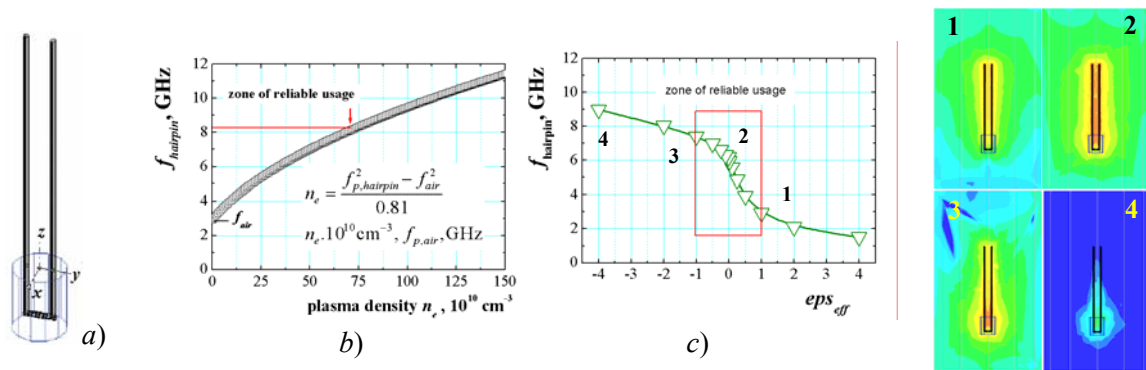 z
y
x
a)
f_hairpin, GHz
12
10
8
6
4
2
0
0 25 50 75 100 125 150
zone of reliable usage
n_e = (f²_p,hairpin − f²_air) / 0.81
n_e.10^10 cm^-3, f_p,air, GHz
f_air
plasma density n_e , 10^10 cm^-3
b)
f_hairpin, GHz
12
10
8
6
4
2
0
-4 -3 -2 -1 0 1 2 3 4
zone of reliable usage
4
3
2
1
eps_eff
c)
1
2
3
4